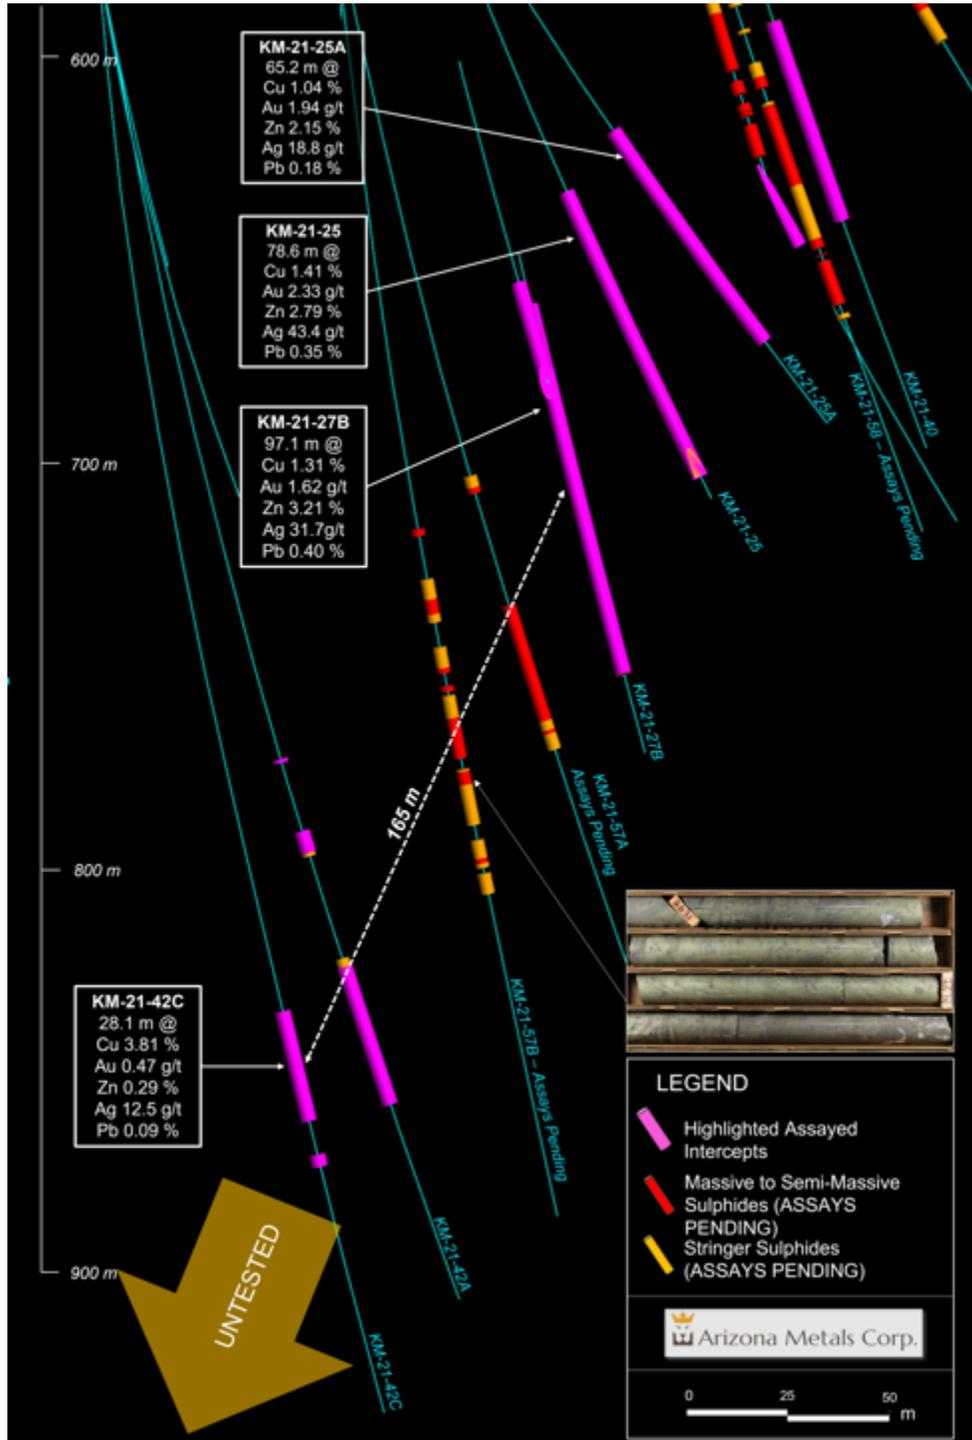 600 m
KM-21-25A
65.2 m @
Cu 1.04 %
Au 1.94 g/t
Zn 2.15 %
Ag 18.8 g/t
Pb 0.18 %
KM-21-25
78.6 m @
Cu 1.41 %
Au 2.33 g/t
Zn 2.79 %
Ag 43.4 g/t
Pb 0.35 %
KM-21-25A
KM-21-58 – Assays Pending
KM-21-40
KM-21-27B
97.1 m @
Cu 1.31 %
Au 1.62 g/t
Zn 3.21 %
Ag 31.7g/t
Pb 0.40 %
700 m
KM-21-25
KM-21-27B
165 m
KM-21-57A
Assays Pending
800 m
KM-21-42C
28.1 m @
Cu 3.81 %
Au 0.47 g/t
Zn 0.29 %
Ag 12.5 g/t
Pb 0.09 %
KM-21-57B – Assays Pending
900 m
UNTESTED
KM-21-42A
KM-21-42C
LEGEND
Highlighted Assayed
Intercepts
Massive to Semi-Massive
Sulphides (ASSAYS
PENDING)
Stringer Sulphides
(ASSAYS PENDING)
Arizona Metals Corp.
0 25 50
m